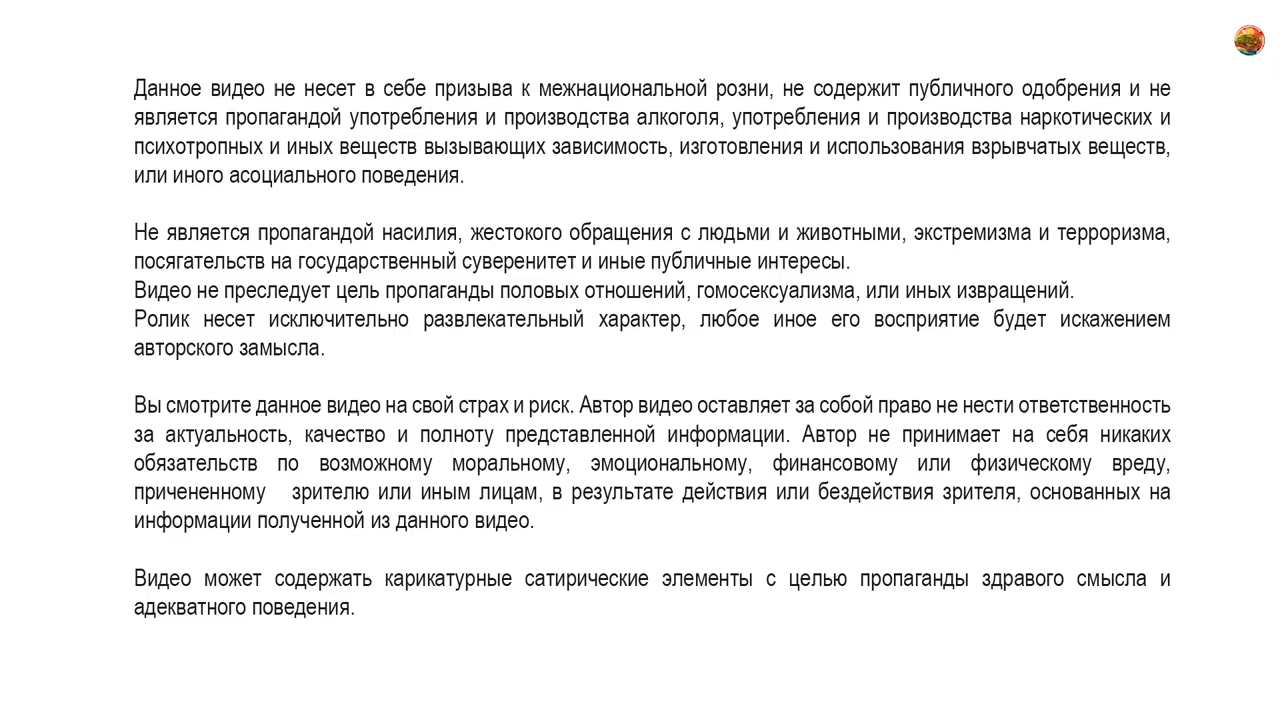 Данное видео не несет в себе призыва к межнациональной розни, не содержит публичного одобрения и не
является пропагандой употребления и производства алкоголя, употребления и производства наркотических и
психотропных и иных веществ вызывающих зависимость, изготовления и использования взрывчатых веществ,
или иного асоциального поведения.
Не является пропагандой насилия, жестокого обращения с людьми и животными, экстремизма и терроризма,
посягательств на государственный суверенитет и иные публичные интересы.
Видео не преследует цель пропаганды половых отношений, гомосексуализма, или иных извращений.
Ролик несет исключительно развлекательный характер, любое иное его восприятие будет искажением
авторского замысла.
Вы смотрите данное видео на свой страх и риск. Автор видео оставляет за собой право не нести ответственность
за актуальность, качество и полноту представленной информации. Автор не принимает на себя никаких
обязательств по возможному моральному, эмоциональному, финансовому или физическому вреду,
причененному зрителю или иным лицам, в результате действия или бездействия зрителя, основанных на
информации полученной из данного видео.
Видео может содержать карикатурные сатирические элементы с целью пропаганды здравого смысла и
адекватного поведения.